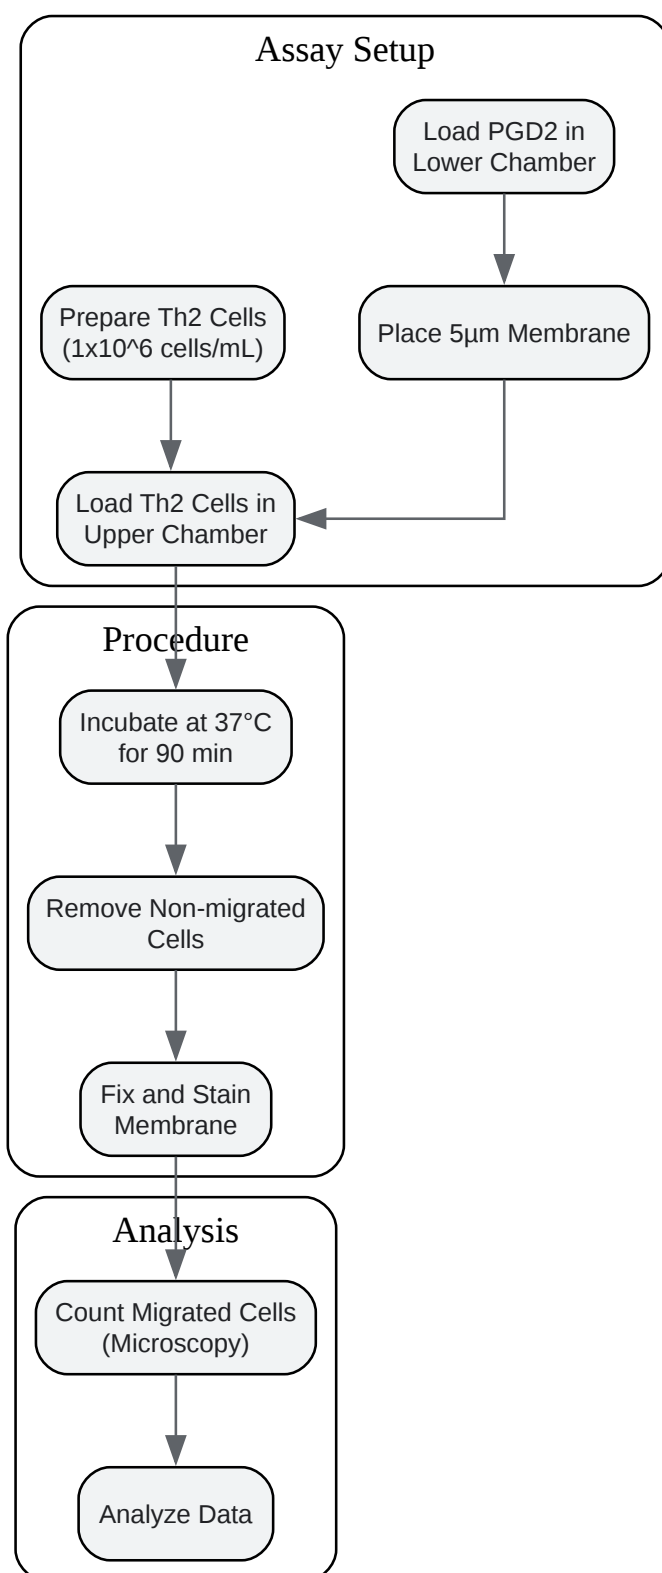 Assay Setup
Load PGD2 in
Lower Chamber
Prepare Th2 Cells
(1x10^6 cells/mL)
Place 5µm Membrane
Load Th2 Cells in
Upper Chamber
Procedure
Incubate at 37°C
for 90 min
Remove Non-migrated
Cells
Fix and Stain
Membrane
Analysis
Count Migrated Cells
(Microscopy)
Analyze Data